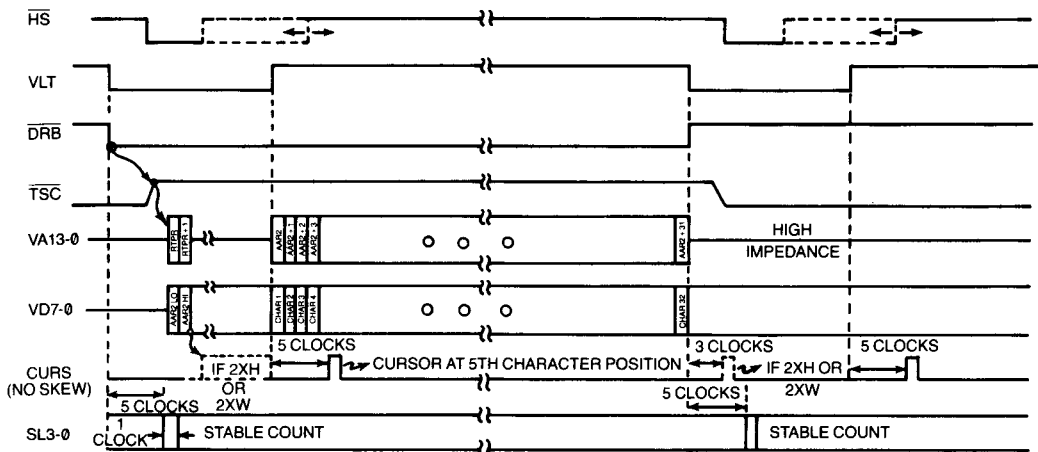 HS
VLT
DRB
TSC
VA13-0
RTPR
RTPR + 1
AAR2
AAR2 + 1
AAR2 + 2
AAR2 + 3
AAR2 + 31
HIGH
IMPEDANCE
VD7-0
AAR2 LO
AAR2 HI
CHAR 1
CHAR 2
CHAR 3
CHAR 4
CHAR 32
5 CLOCKS
3 CLOCKS
5 CLOCKS
CURS
(NO SKEW)
IF 2XH
OR
2XW
CURSOR AT 5TH CHARACTER POSITION
IF 2XH OR
2XW
5 CLOCKS
5 CLOCKS
SL3-0
1
CLOCK
STABLE COUNT
STABLE COUNT